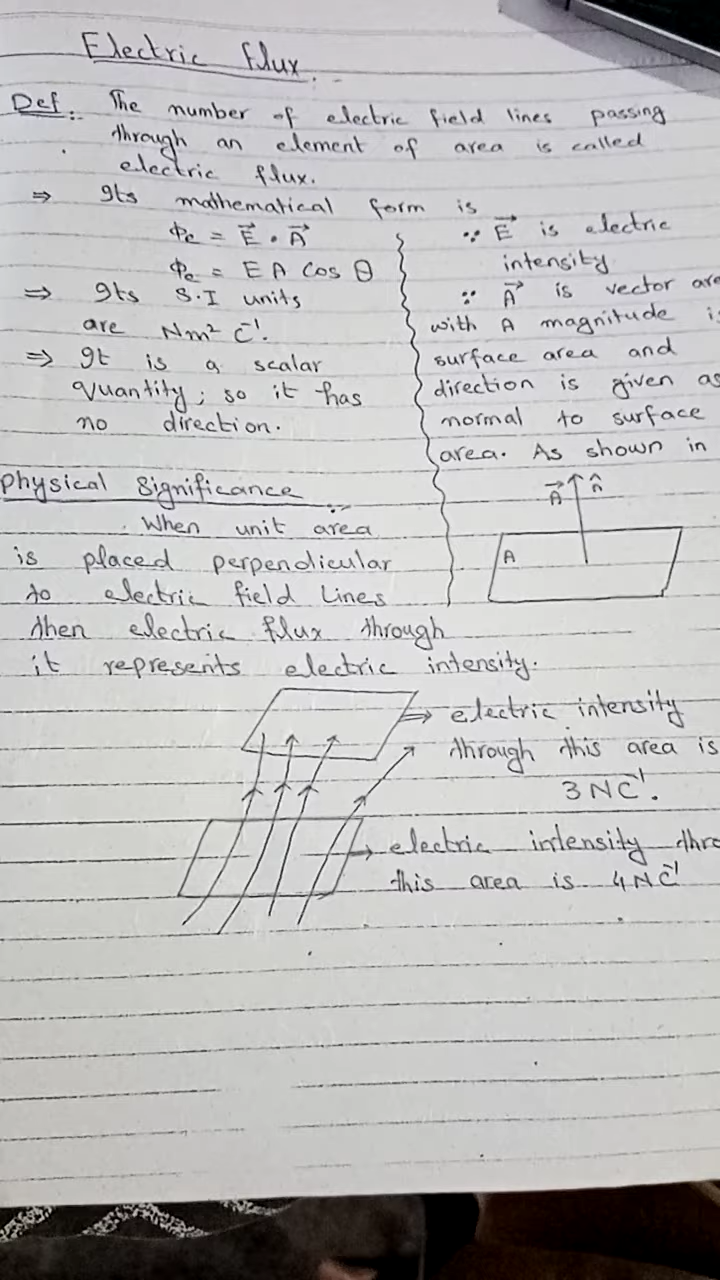 Electric flux.
Def: The number of electric field lines passing
through an element of area is called
electric flux.
⇒ Its mathematical form is
Φe = E⃗ . A⃗
Φe = E A Cos θ
⇒ Its S.I units
are Nm² C⁻¹.
⇒ It is a scalar
quantity; so it has
no direction.
∵ E⃗ is electric
intensity
∵ A⃗ is vector are
with A magnitude is
surface area and
direction is given as
normal to surface
area. As shown in
A⃗ n̂
A
Physical Significance :-
When unit area
is placed perpendicular
to electric field lines
then electric flux through
it represents electric intensity.
⇒ electric intensity
through this area is
3 NC⁻¹.
→ electric intensity thro
this area is 4NC⁻¹